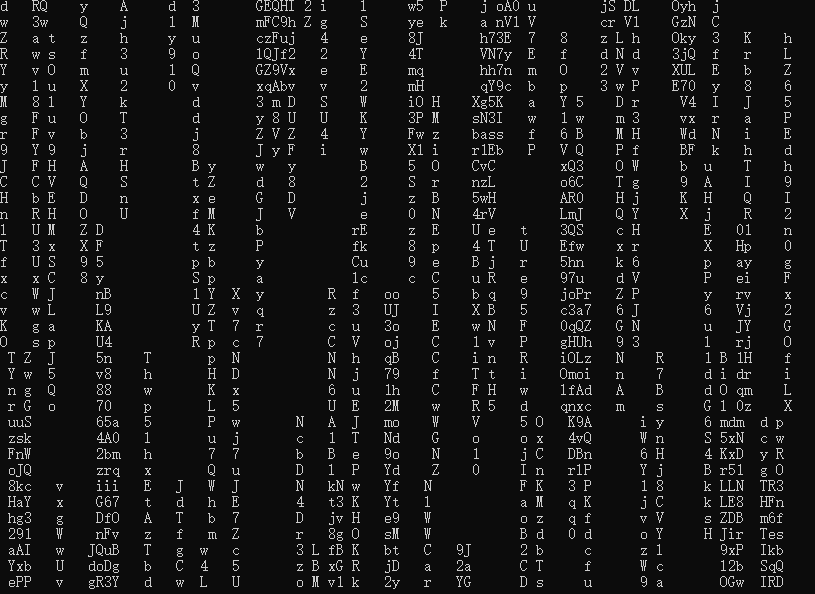 d RQ y A d 3 GEQHI 2 i l w5 P j oA0 u jS DL 0yh j
w 3w Q j 1 M mFC9h Z g S ye k a nV1 V cr V1 GzN C
Z a t z h y u czFuj 4 e 8J h73E 7 8 z L h Oky 3 K h
R w s f j 9 o 1QJf2 2 Y 4T VN7y E f d N d 3jQ F r L
Y v O m 3 1 Q GZ9Vx e E mq hh7n m O 2 V v XUL E b Z
y w 1 X u 0 v xqAbv v 2 mH qY9c b p 3 w P E70 y 8 6
M 8 l Y 2 d 3 m D S W iO H Xg5K a Y 5 D r V4 I J 5
g F u O k d y 8 U U K 3P M sN3I w 1 w m 3 v r a P
r F v b T j Z V Z 4 Y Fw z bass f 6 B M H Wd N i E
9 Y 9 j 3 8 J y F i w X1 i r1Eb P V Q P f BF k h d
J F H A r B Z w y B 5 o CvC xQ3 O W b u T h
C C V Q H t e d 8 2 S r nzL o6C T g 9 A I 9
H b E D S x Z G D j z B 5wH AR0 H j K H Q I
n R H O U f M J V e 0 N 4rV LmJ Q Y X j R 2
1 U M Z D 4 K b rE z E U e t 3QS c H E 01 n
T 3 x X F t z P fk 8 p 4 T U Efw x r X Hp 0
f U S 9 5 p b y Cu 9 e B j r 5hn k 6 p ay g
x x C 8 y S p a 1c c C u R e 97u d V P ei F
c W J nB 1 Y X y R f oo 5 b q 9 joPr Z P y rv x
v w L L9 U Z v q z 3 UJ I X B 5 c3a7 6 Z 6 Vj 2
K g a KA y T 7 r c u 3o E w N F 0qQZ G J u JY G
O s p U4 R p c 7 C V oj C 1 v P gHUh 9 N 3 1 rj O
T Z J 5n T p N N h qB C i n R iOLz N R 1 B 1H f
Y w 5 v8 h H D N j 79 f T t i Omoi n 7 d i dr i
n g Q 88 w K x 6 u 1h C F H w lfAd A B D O qm L
r G o 70 p L 5 U E 2M w R 5 d qnxc m s G 1 0z X
uuS 65a 5 P w N A J mo W V 5 O K9A i y 6 mdm d p
zsk 4A0 l u j c 1 T Nd G o o x 4vQ W n S 5xN c w
FnW 2bm h 7 7 b B e 9o N 1 j C DBn 6 H 4 KxD y R
oJQ zrq x Q u D 1 P Yd Z 0 I n r1P Y j B r51 g O
8kc v iii E J W J N kN W Yf N F K 3 P l 8 k LLN TR3
HaY x G67 t d h E 4 t3 K Yt 1 a M q K j C k LE8 HFn
hg3 g DfO A T b 7 D jv H e9 W o z q f v V s ZDB m6f
291 W nFv Z f m Z r 8g O sM W B d 0 d o Y H Jir Tes
aAI w JQuB T g w c 3 L fB K bt C 9J 2 b c z 1 9xP Ikb
Yxb U doDg b C 4 5 z B xG R jD a 2a C t f Z c 12b SqQ
ePP v gR3Y d w L U o M v1 k 2y r YG D s u 9 a OGw IRD